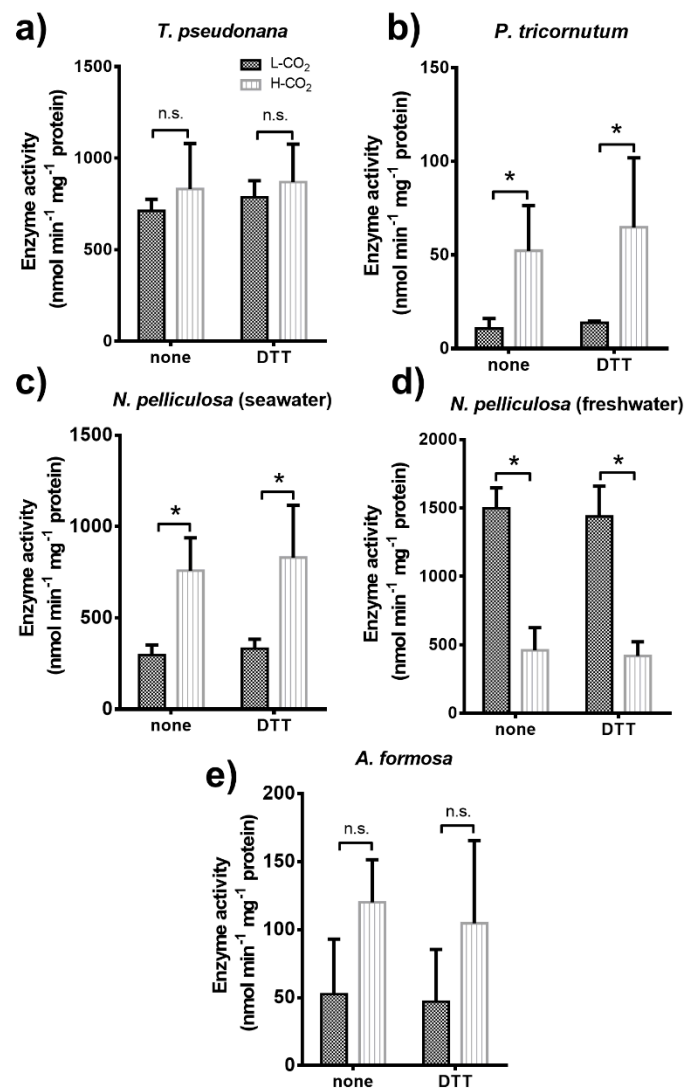 a)
T. pseudonana
L-CO₂
H-CO₂
1500
1000
500
0
n.s.
n.s.
none
DTT
Enzyme activity
(nmol min⁻¹ mg⁻¹ protein)
b)
P. tricornutum
150
100
50
0
*
*
none
DTT
Enzyme activity
(nmol min⁻¹ mg⁻¹ protein)
c)
N. pelliculosa (seawater)
1500
1000
500
0
*
*
none
DTT
Enzyme activity
(nmol min⁻¹ mg⁻¹ protein)
d)
N. pelliculosa (freshwater)
2000
1500
1000
500
0
*
*
none
DTT
Enzyme activity
(nmol min⁻¹ mg⁻¹ protein)
e)
A. formosa
200
150
100
50
0
n.s.
n.s.
none
DTT
Enzyme activity
(nmol min⁻¹ mg⁻¹ protein)